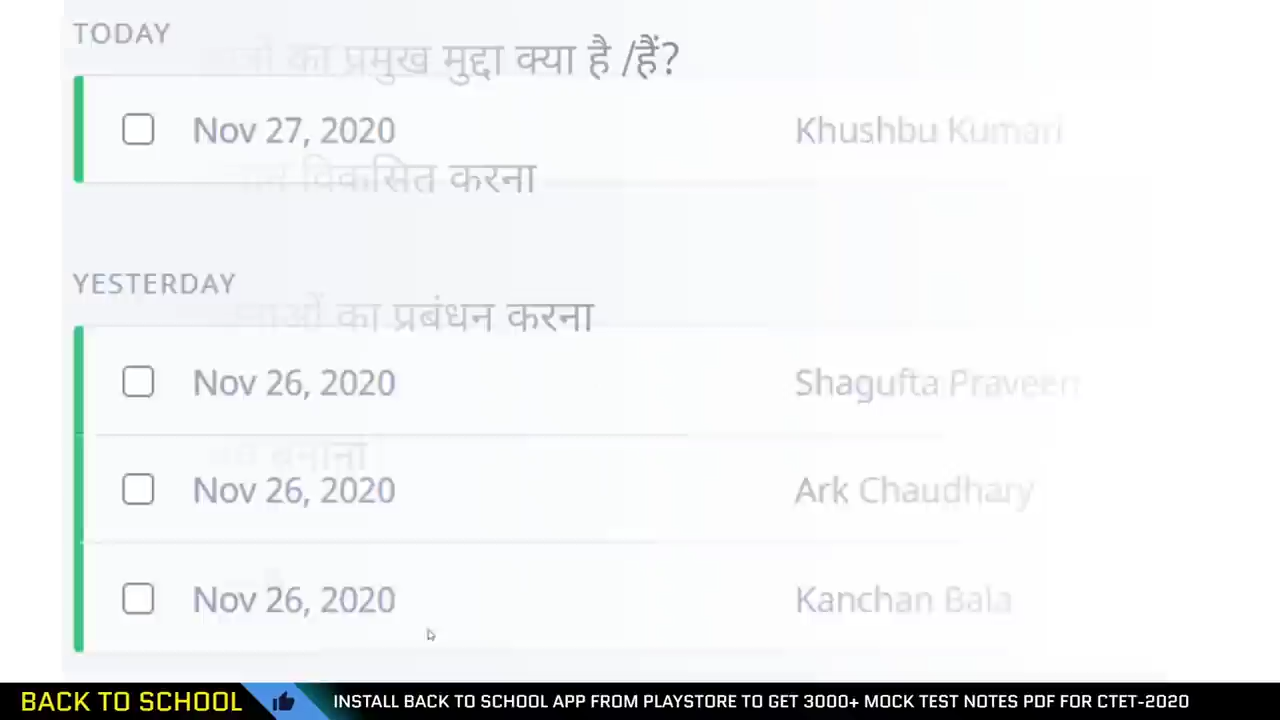 TODAY
का प्रमुख मुद्दा क्या है /हैं?
Nov 27, 2020 Khushbu Kumari
विकसित करना
YESTERDAY
का प्रबंधन करना
Nov 26, 2020 Shagufta Praveen
बनाना
Nov 26, 2020 Ark Chaudhary
Nov 26, 2020 Kanchan Bala
BACK TO SCHOOL INSTALL BACK TO SCHOOL APP FROM PLAYSTORE TO GET 3000+ MOCK TEST NOTES PDF FOR CTET-2020